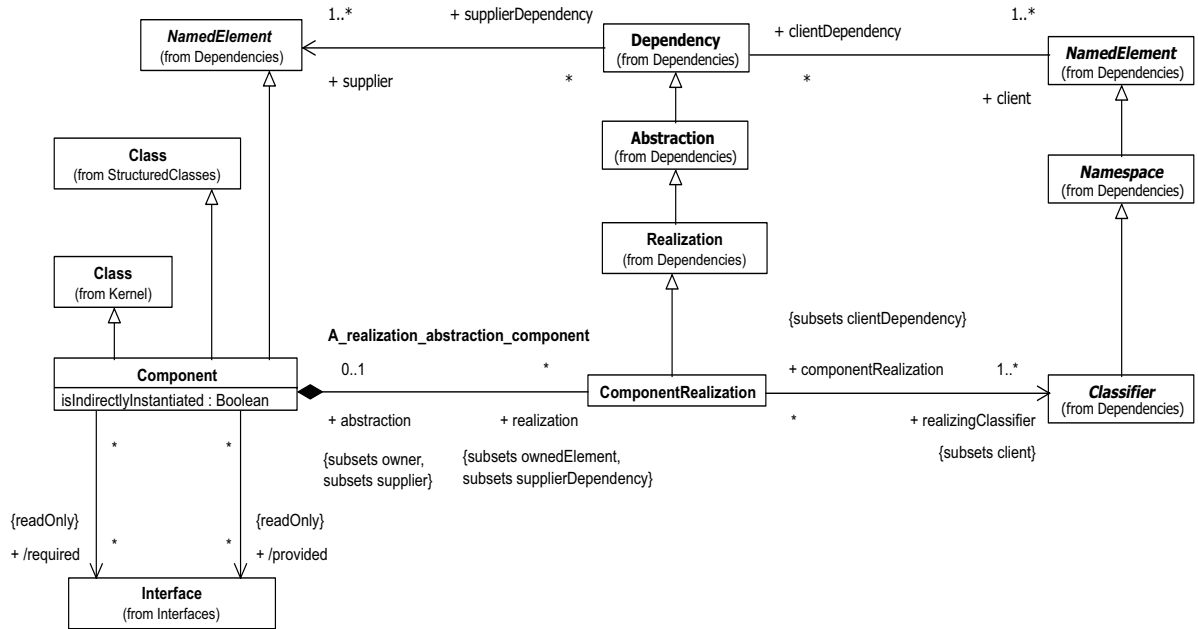 1..*
+ supplierDependency
1..*
NamedElement
(from Dependencies)
Dependency
(from Dependencies)
+ clientDependency
NamedElement
(from Dependencies)
+ supplier
*
*
+ client
Class
(from StructuredClasses)
Abstraction
(from Dependencies)
Namespace
(from Dependencies)
Realization
(from Dependencies)
Class
(from Kernel)
A_realization_abstraction_component
{subsets clientDependency}
0..1
*
+ componentRealization
1..*
Component
isIndirectlyInstantiated : Boolean
ComponentRealization
Classifier
(from Dependencies)
+ abstraction
+ realization
*
+ realizingClassifier
*
*
{subsets owner,
subsets supplier}
{subsets ownedElement,
subsets supplierDependency}
{subsets client}
{readOnly}
{readOnly}
*
*
+ /required
+ /provided
Interface
(from Interfaces)